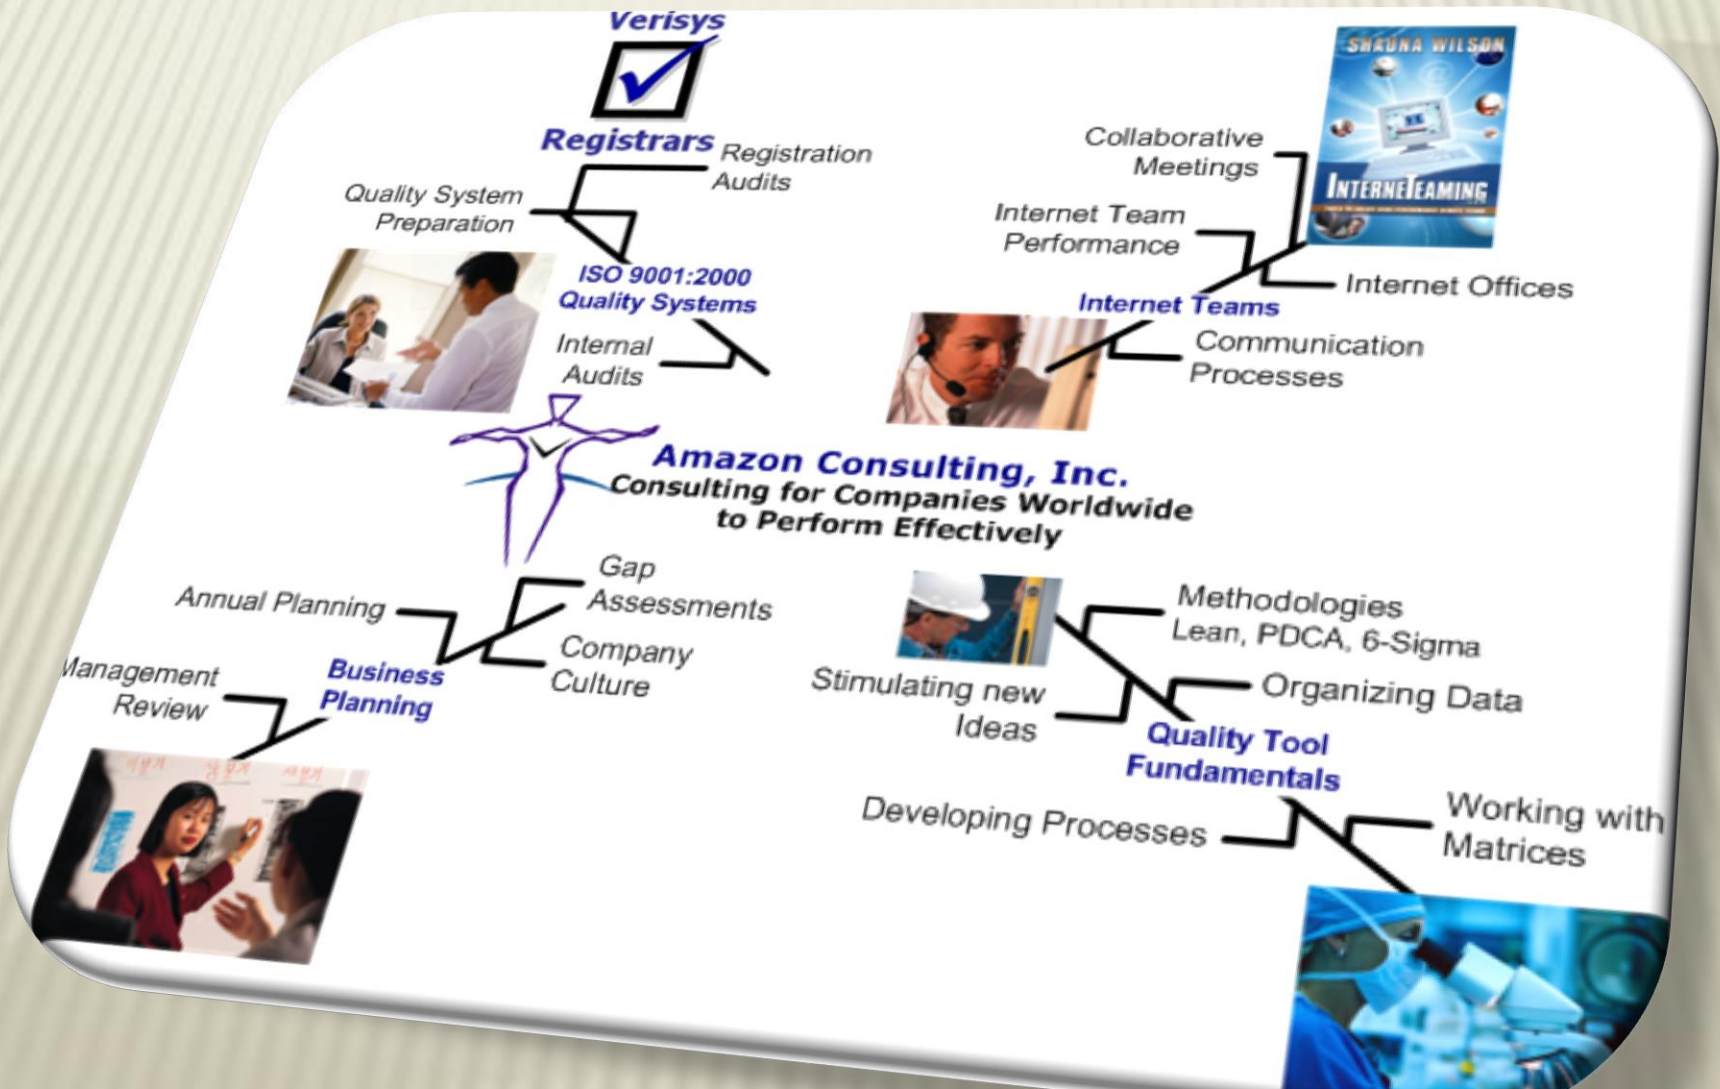 Verisys
Registrars
Registration
Audits
Quality System
Preparation
ISO 9001:2000
Quality Systems
Internal
Audits
SHAUNA WILSON
INTERNETEAMING
Collaborative
Meetings
Internet Team
Performance
Internet Offices
Internet Teams
Communication
Processes
Amazon Consulting, Inc.
Consulting for Companies Worldwide
to Perform Effectively
Gap
Assessments
Annual Planning
Company
Culture
Management
Review
Business
Planning
Methodologies
Lean, PDCA, 6-Sigma
Stimulating new
Ideas
Organizing Data
Quality Tool
Fundamentals
Developing Processes
Working with
Matrices